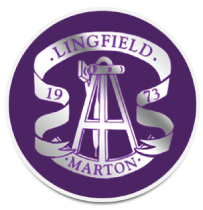 ·LINGFIELD·
19 73
·MARTON·